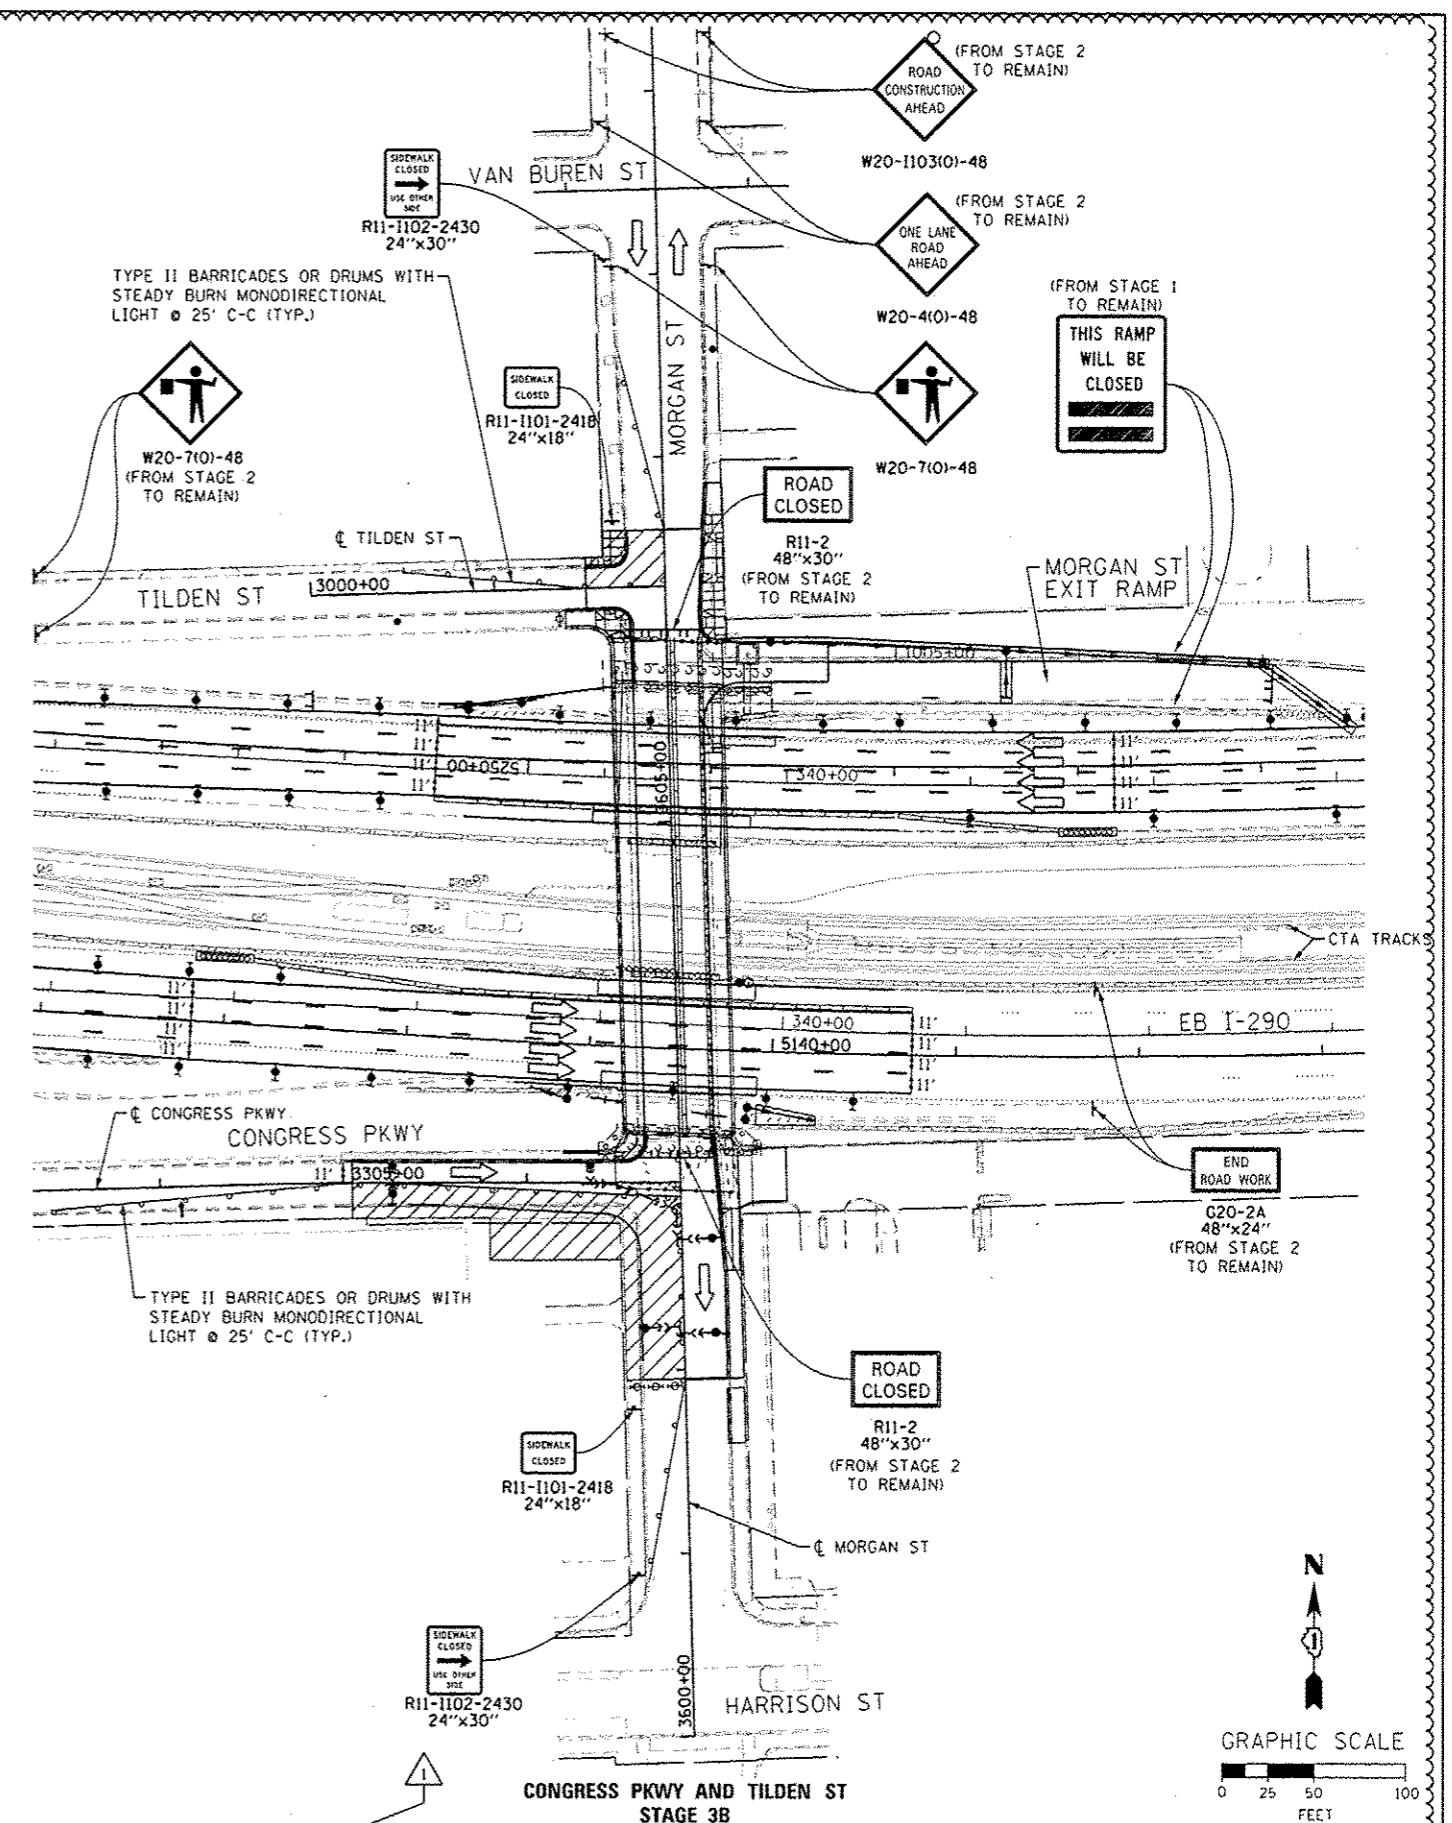 (FROM STAGE 2
TO REMAIN)
ROAD
CONSTRUCTION
AHEAD
W20-I103(O)-48
SIDEWALK
CLOSED
USE OTHER
SIDE
R11-I102-2430
24"x30"
VAN BUREN ST
(FROM STAGE 2
TO REMAIN)
ONE LANE
ROAD
AHEAD
W20-4(O)-48
TYPE II BARRICADES OR DRUMS WITH
STEADY BURN MONODIRECTIONAL
LIGHT @ 25' C-C (TYP.)
(FROM STAGE 1
TO REMAIN)
THIS RAMP
WILL BE
CLOSED
MORGAN ST
SIDEWALK
CLOSED
R11-I101-2418
24"x18"
W20-7(O)-48
(FROM STAGE 2
TO REMAIN)
W20-7(O)-48
ROAD
CLOSED
R11-2
48"x30"
(FROM STAGE 2
TO REMAIN)
℄ TILDEN ST
3000+00
TILDEN ST
MORGAN ST
EXIT RAMP
1005+00
11'
11'
11'
11'
5250+00
3605+00
340+00
11'
11'
11'
11'
CTA TRACKS
11'
11'
11'
11'
340+00
5140+00
11'
11'
11'
11'
EB I-290
℄ CONGRESS PKWY
CONGRESS PKWY
11'
3305+00
END
ROAD WORK
G20-2A
48"x24"
(FROM STAGE 2
TO REMAIN)
TYPE II BARRICADES OR DRUMS WITH
STEADY BURN MONODIRECTIONAL
LIGHT @ 25' C-C (TYP.)
ROAD
CLOSED
R11-2
48"x30"
(FROM STAGE 2
TO REMAIN)
SIDEWALK
CLOSED
R11-I101-2418
24"x18"
℄ MORGAN ST
SIDEWALK
CLOSED
USE OTHER
SIDE
R11-I102-2430
24"x30"
3600+00
HARRISON ST
N
1
GRAPHIC SCALE
0 25 50 100
FEET
1
CONGRESS PKWY AND TILDEN ST
STAGE 3B